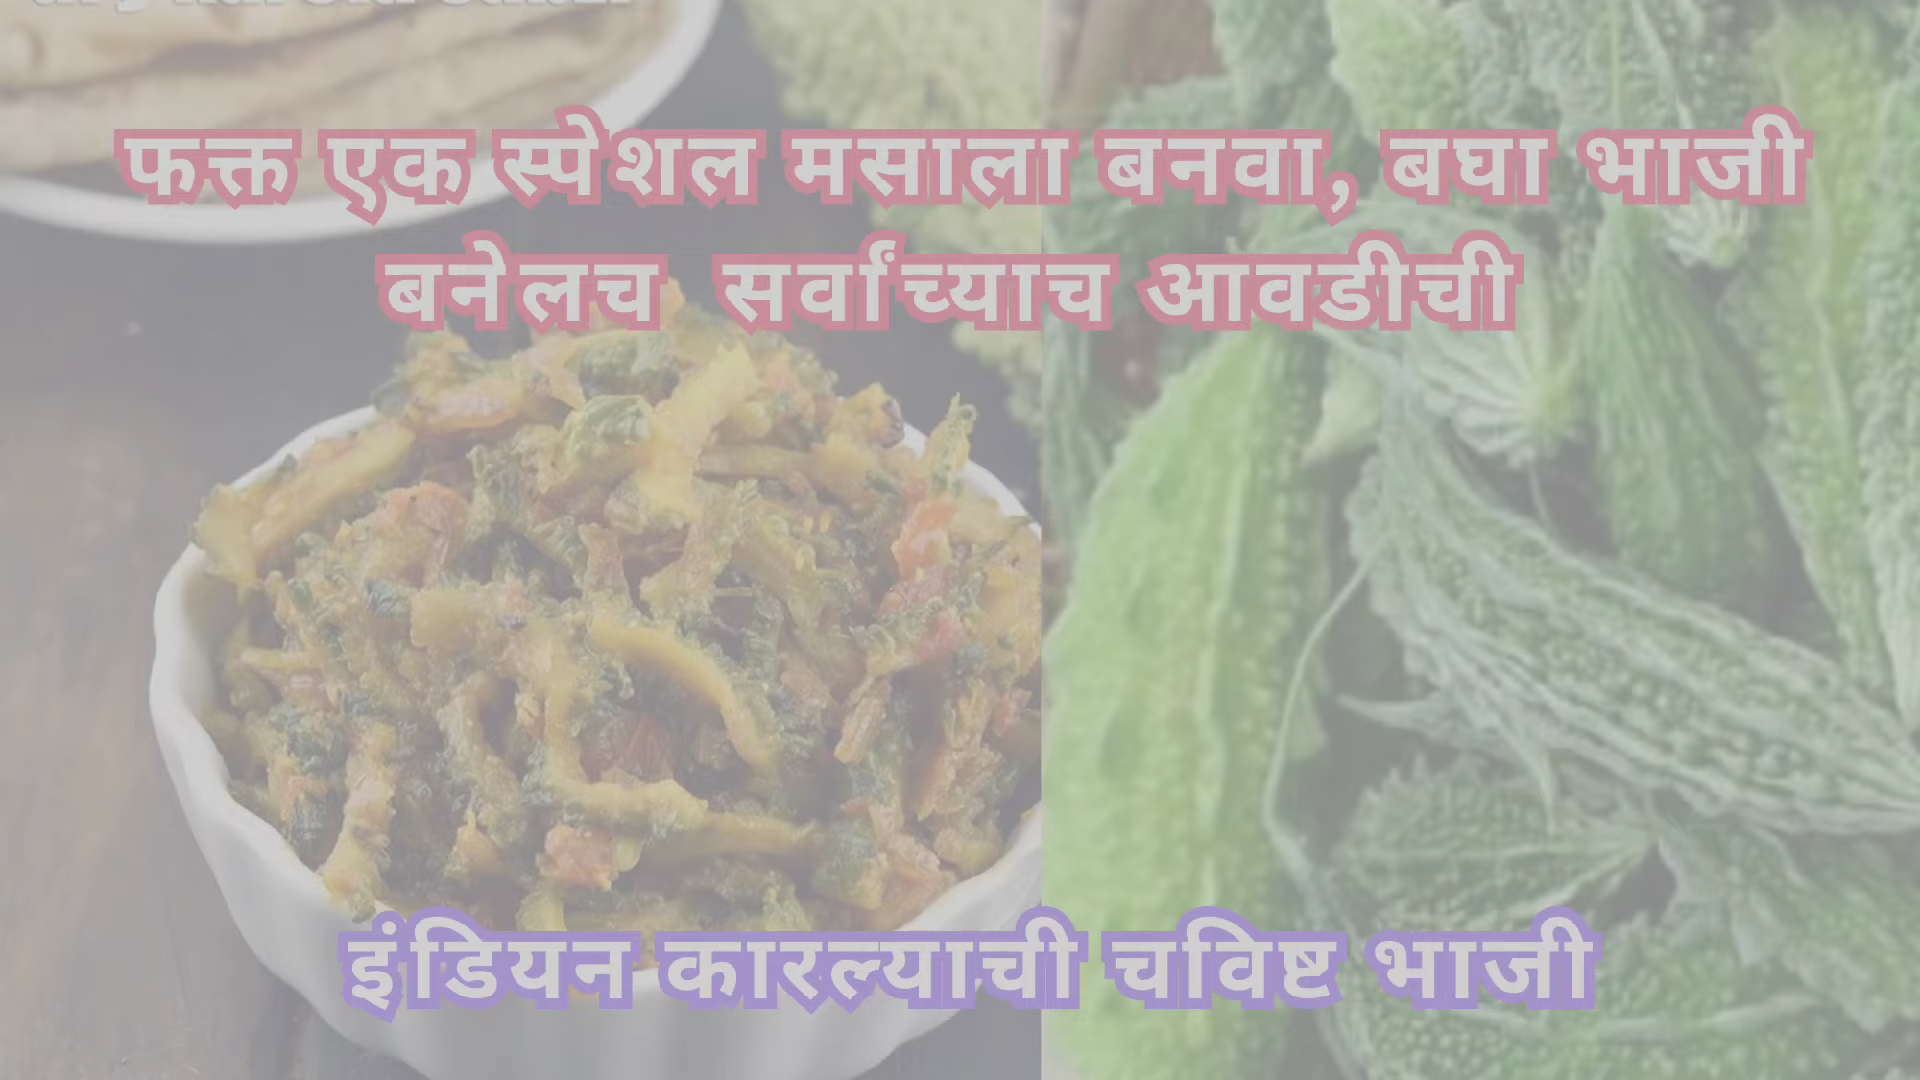 फक्त एक स्पेशल मसाला बनवा, बघा भाजी
बनेलच सर्वांच्याच आवडीची
इंडियन कारल्याची चविष्ट भाजी